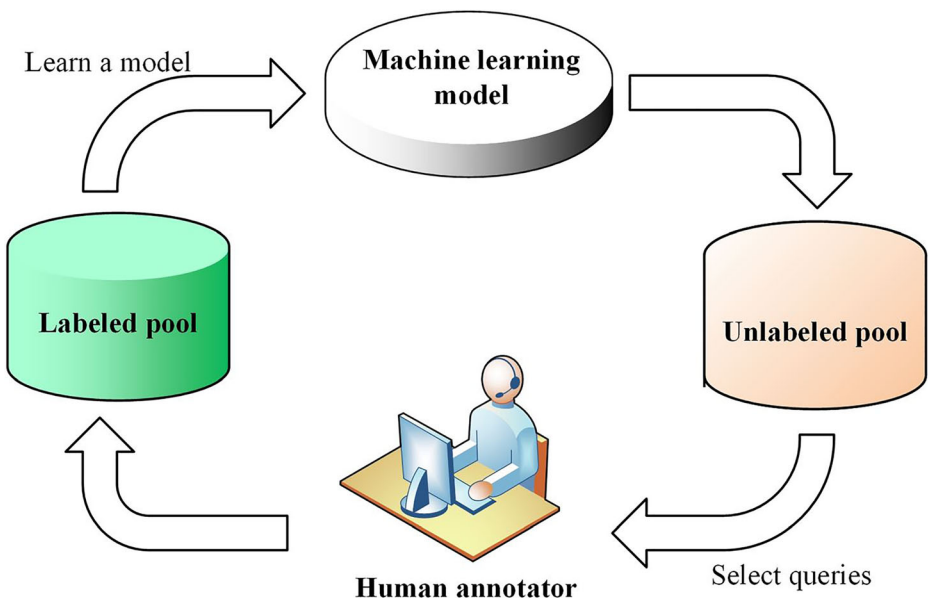 Learn a model
Machine learning
model
Labeled pool
Unlabeled pool
Human annotator
Select queries